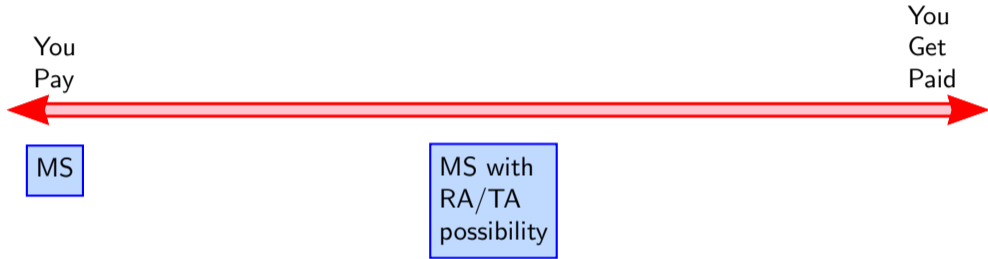 You
Pay
You
Get
Paid
MS
MS with
RA/TA
possibility